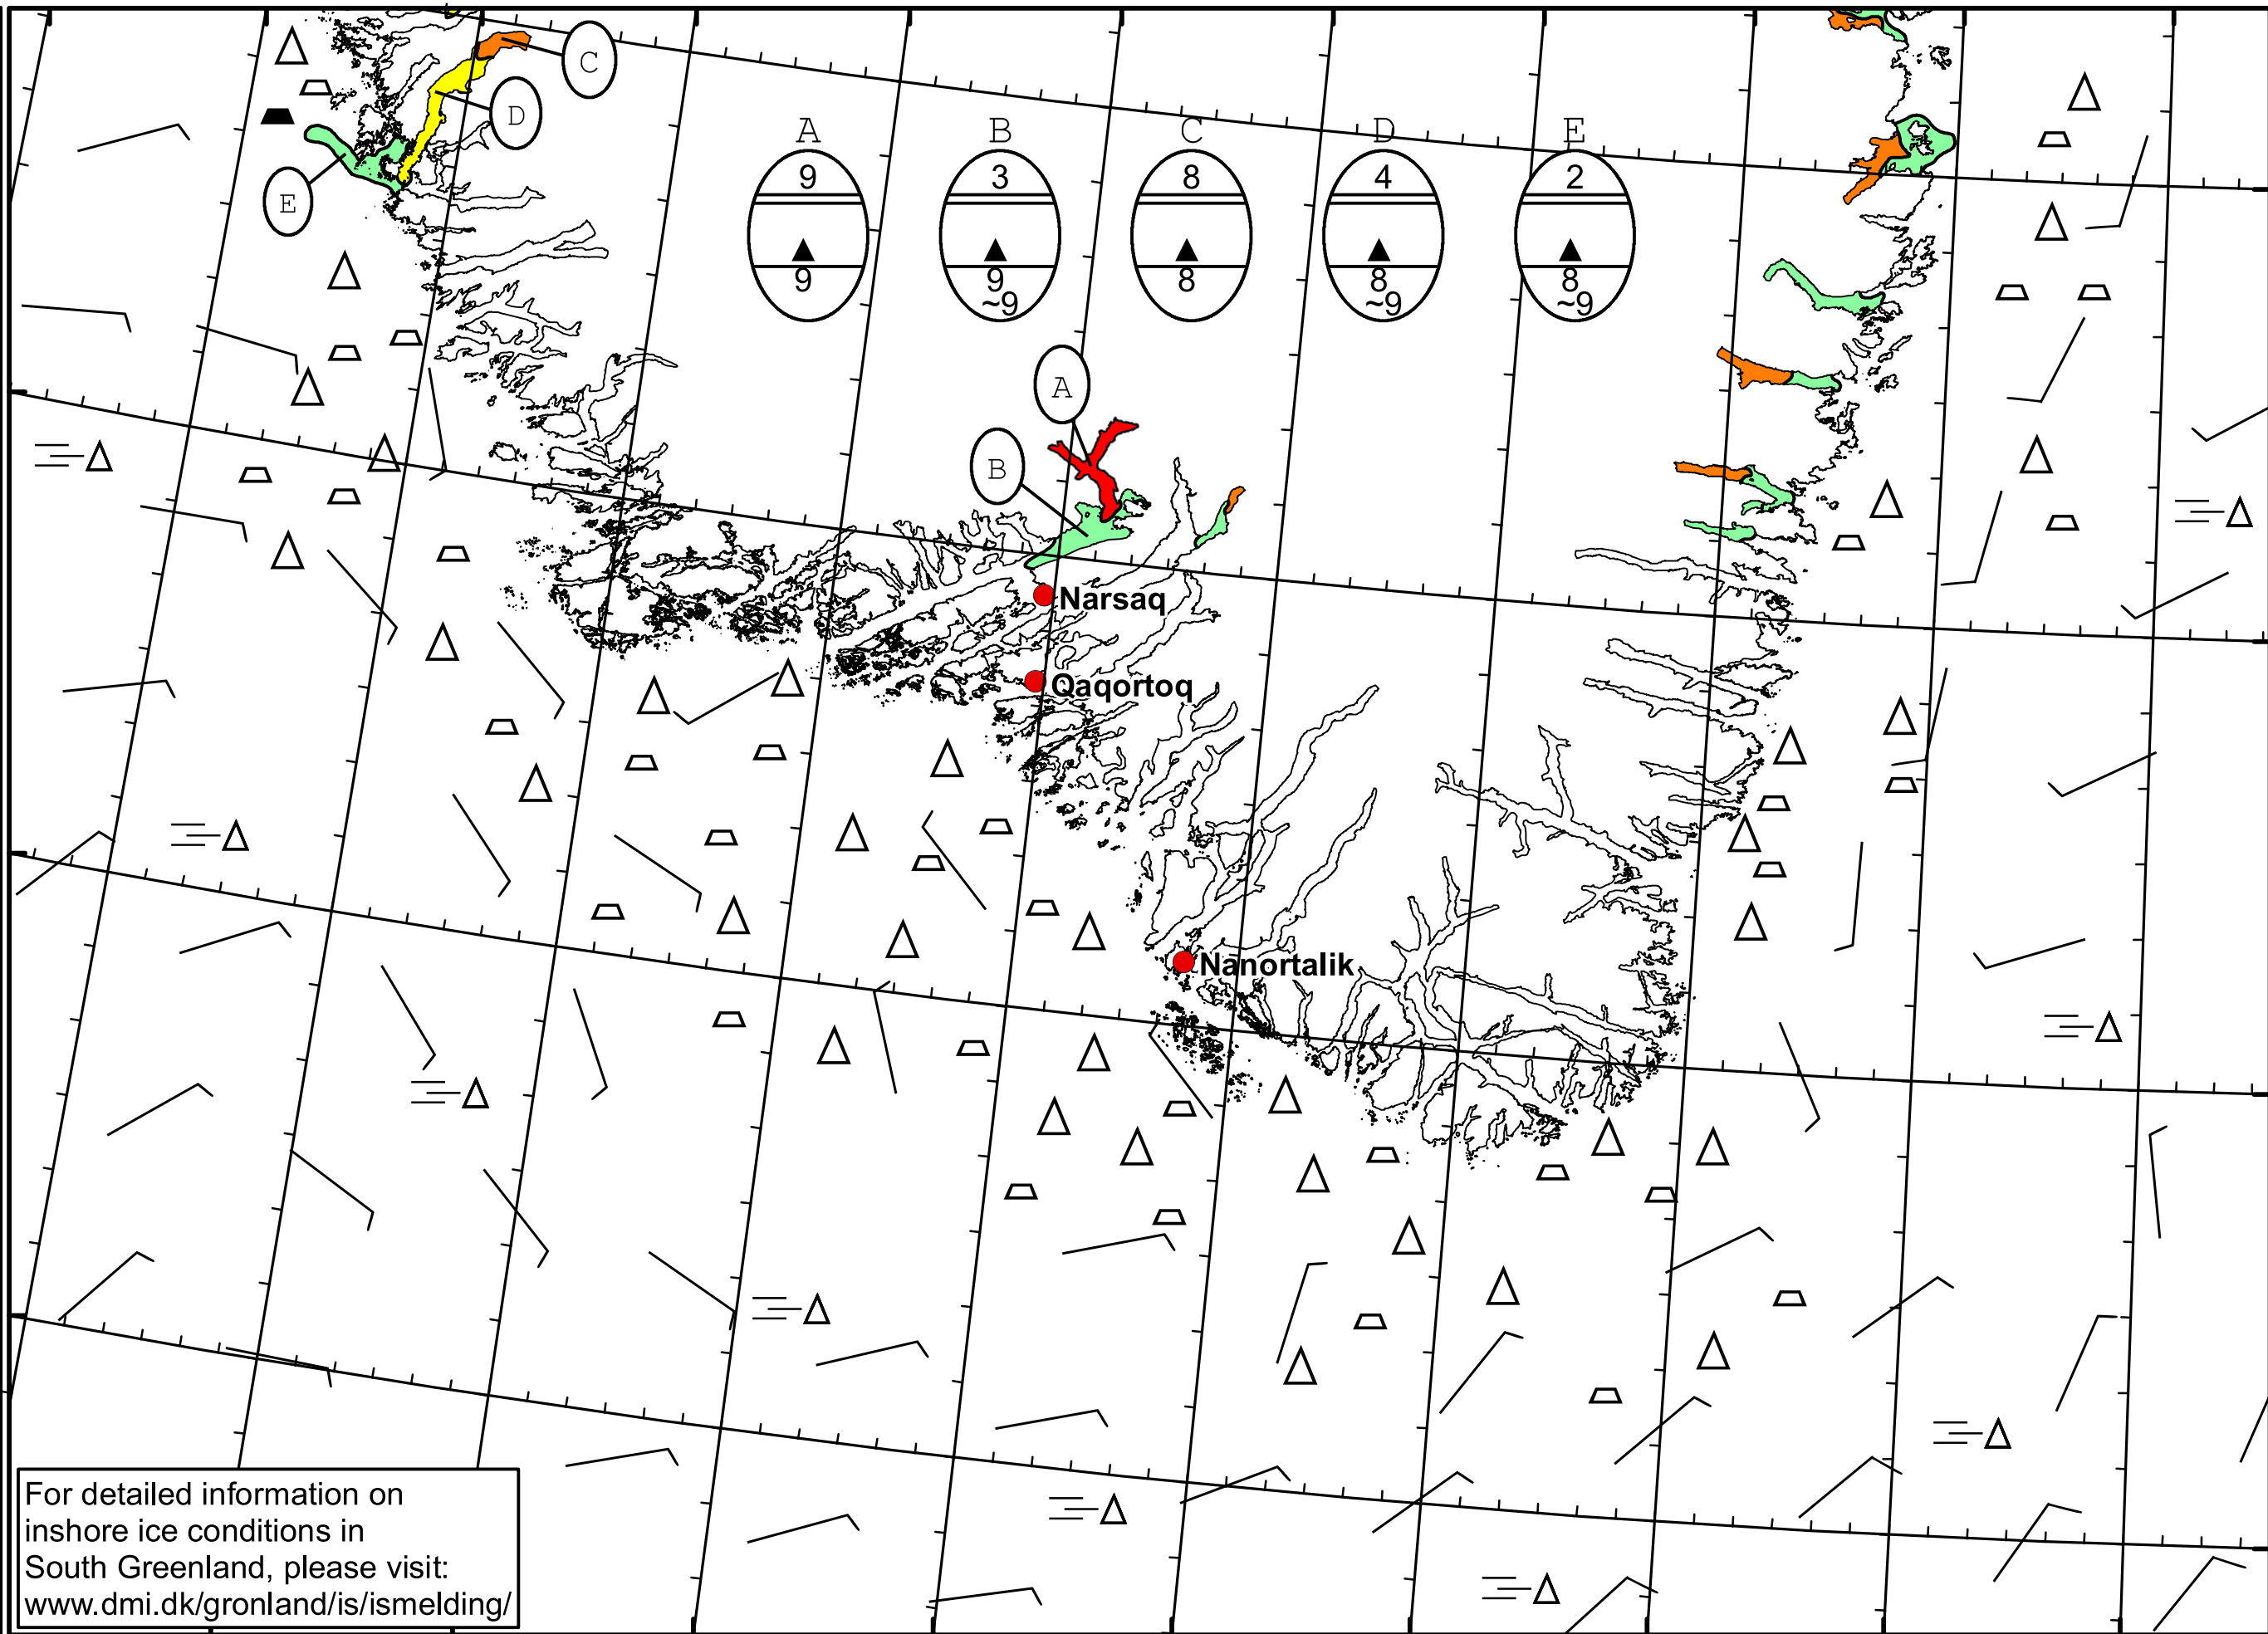 C
D
A B C D E
9 3 8 4 2
E
9 9 8 8 8
~9 ~9 ~9
A
B
Narsaq
Qaqortoq
Nanortalik
For detailed information on
inshore ice conditions in
South Greenland, please visit:
www.dmi.dk/gronland/is/ismelding/